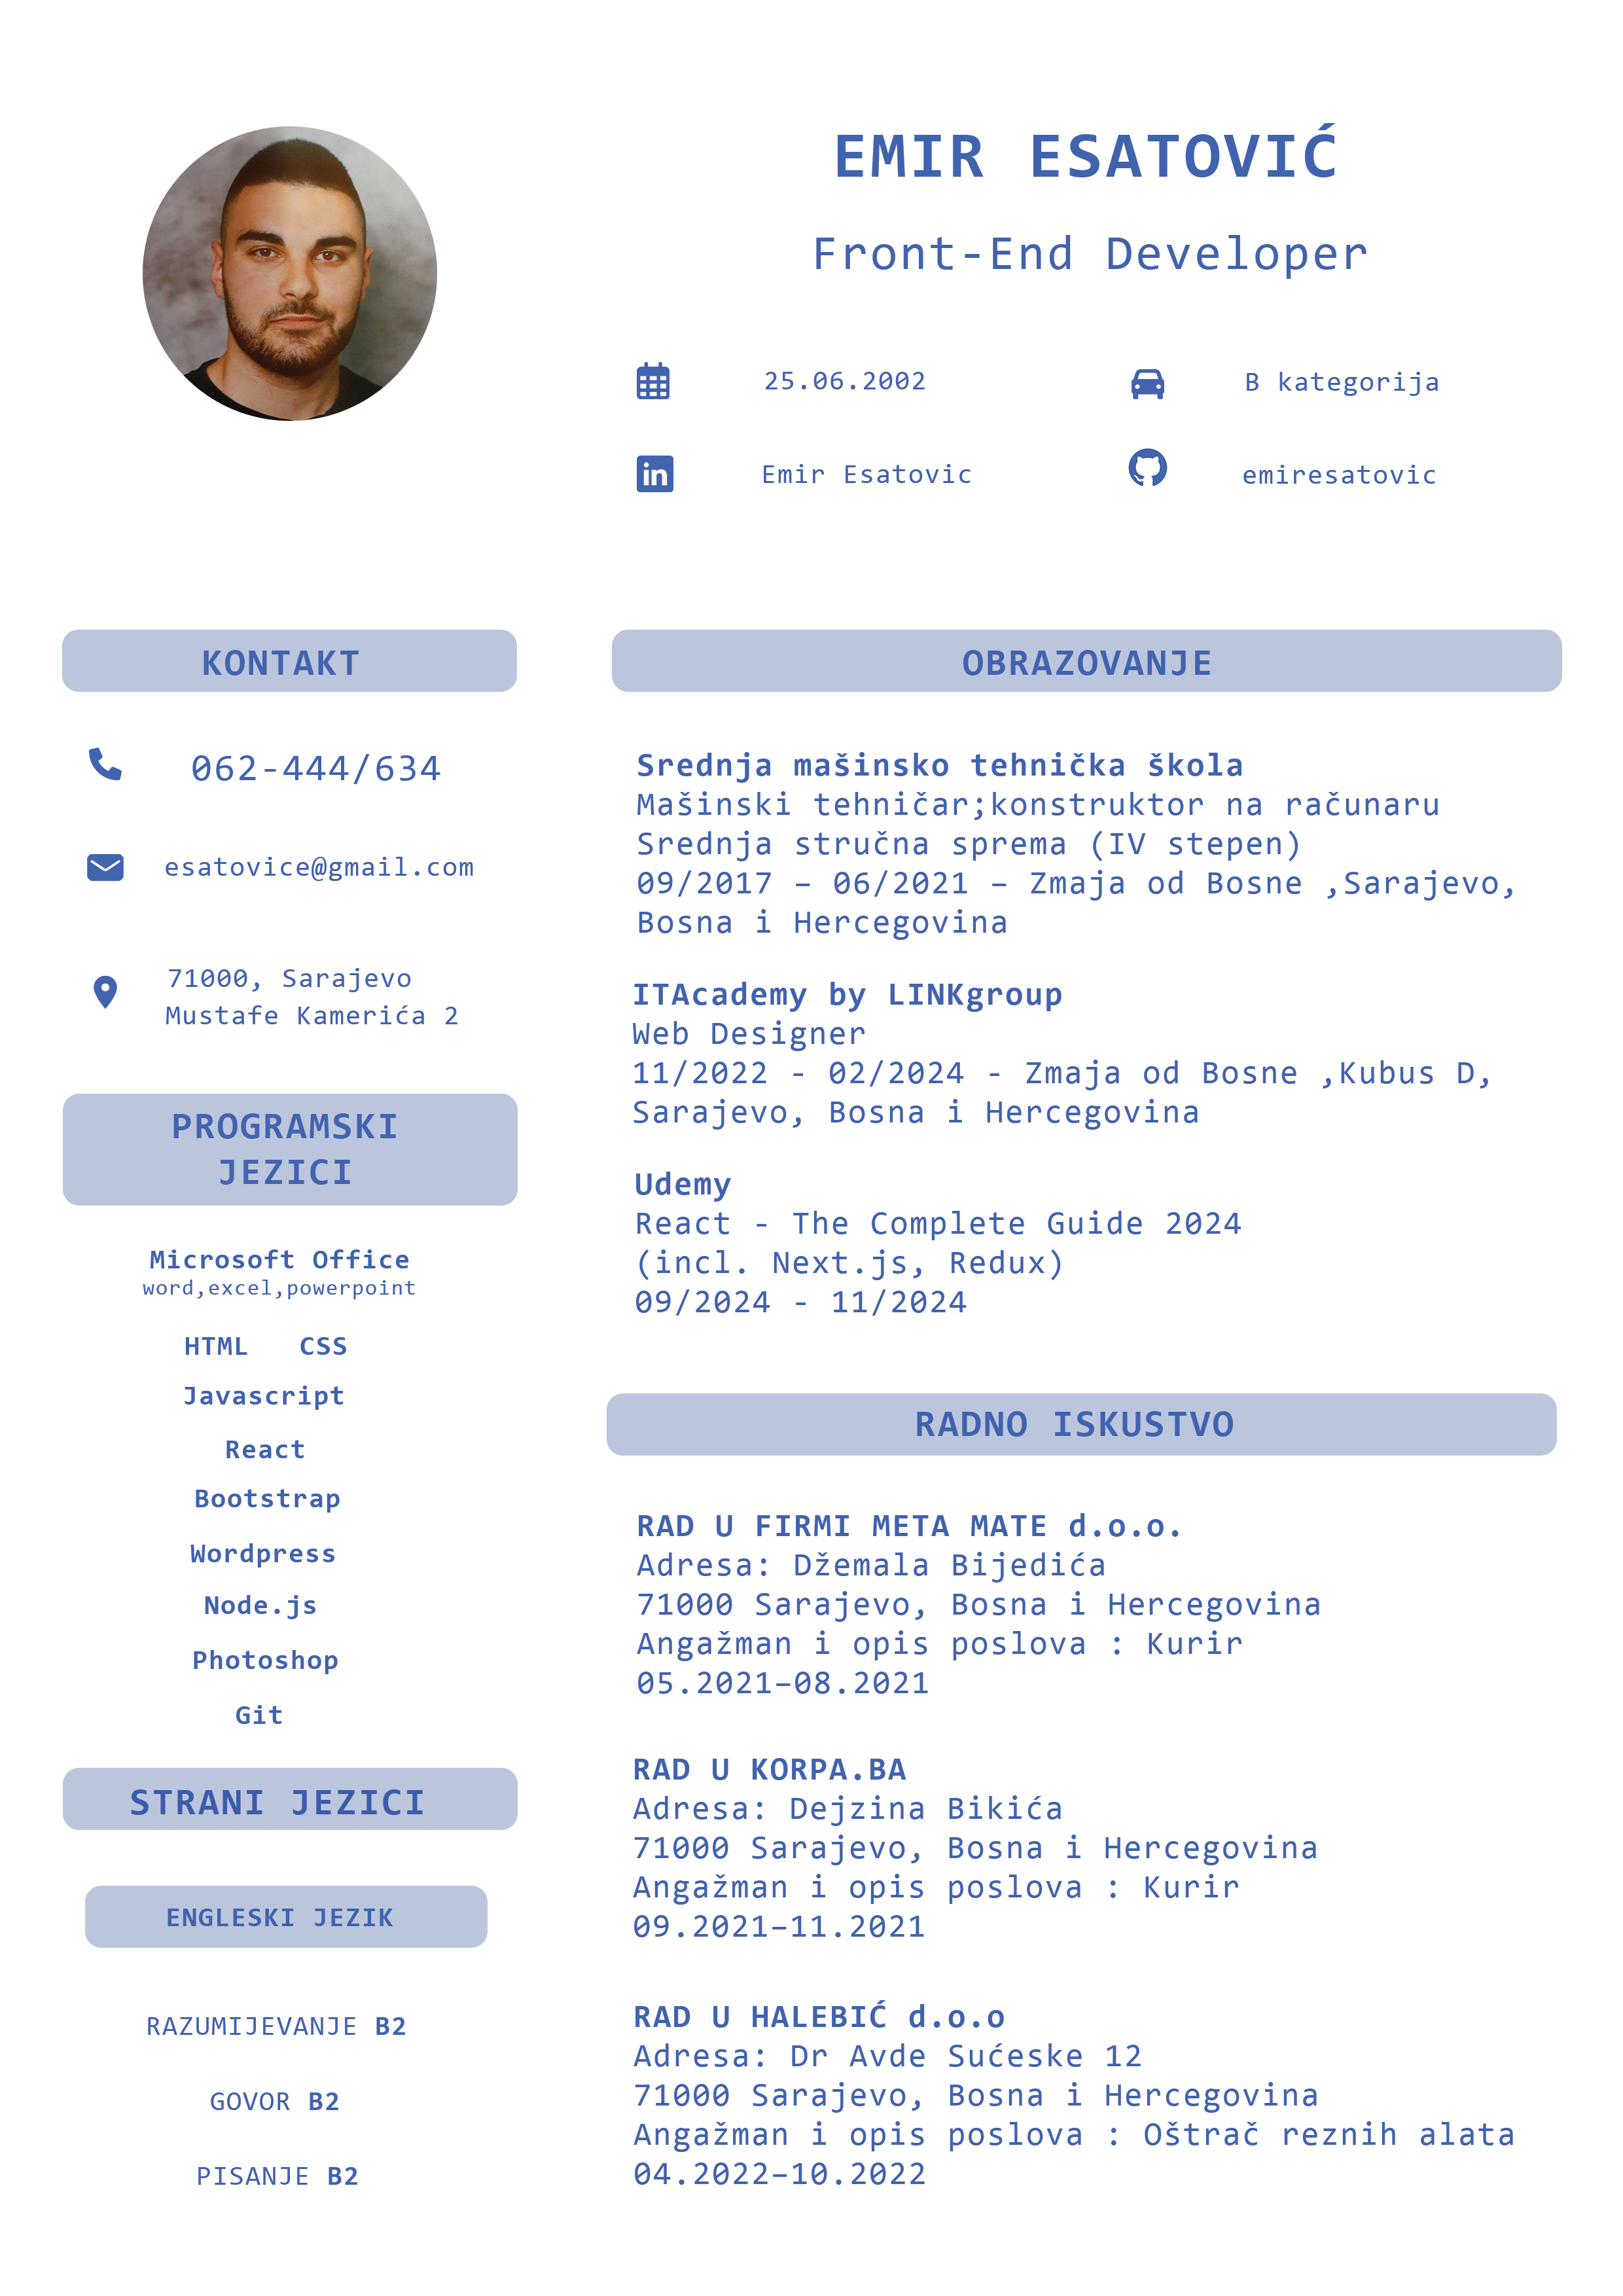 EMIR ESATOVIĆ
Front-End Developer
25.06.2002
B kategorija
Emir Esatovic
emiresatovic
KONTAKT
062-444/634
esatovice@gmail.com
71000, Sarajevo
Mustafe Kamerića 2
PROGRAMSKI
JEZICI
Microsoft Office
word,excel,powerpoint
HTML CSS
Javascript
React
Bootstrap
Wordpress
Node.js
Photoshop
Git
STRANI JEZICI
ENGLESKI JEZIK
RAZUMIJEVANJE B2
GOVOR B2
PISANJE B2
OBRAZOVANJE
Srednja mašinsko tehnička škola
Mašinski tehničar;konstruktor na računaru
Srednja stručna sprema (IV stepen)
09/2017 – 06/2021 – Zmaja od Bosne ,Sarajevo,
Bosna i Hercegovina
ITAcademy by LINKgroup
Web Designer
11/2022 - 02/2024 - Zmaja od Bosne ,Kubus D,
Sarajevo, Bosna i Hercegovina
Udemy
React - The Complete Guide 2024
(incl. Next.js, Redux)
09/2024 - 11/2024
RADNO ISKUSTVO
RAD U FIRMI META MATE d.o.o.
Adresa: Džemala Bijedića
71000 Sarajevo, Bosna i Hercegovina
Angažman i opis poslova : Kurir
05.2021–08.2021
RAD U KORPA.BA
Adresa: Dejzina Bikića
71000 Sarajevo, Bosna i Hercegovina
Angažman i opis poslova : Kurir
09.2021–11.2021
RAD U HALEBIĆ d.o.o
Adresa: Dr Avde Sućeske 12
71000 Sarajevo, Bosna i Hercegovina
Angažman i opis poslova : Oštrač reznih alata
04.2022–10.2022